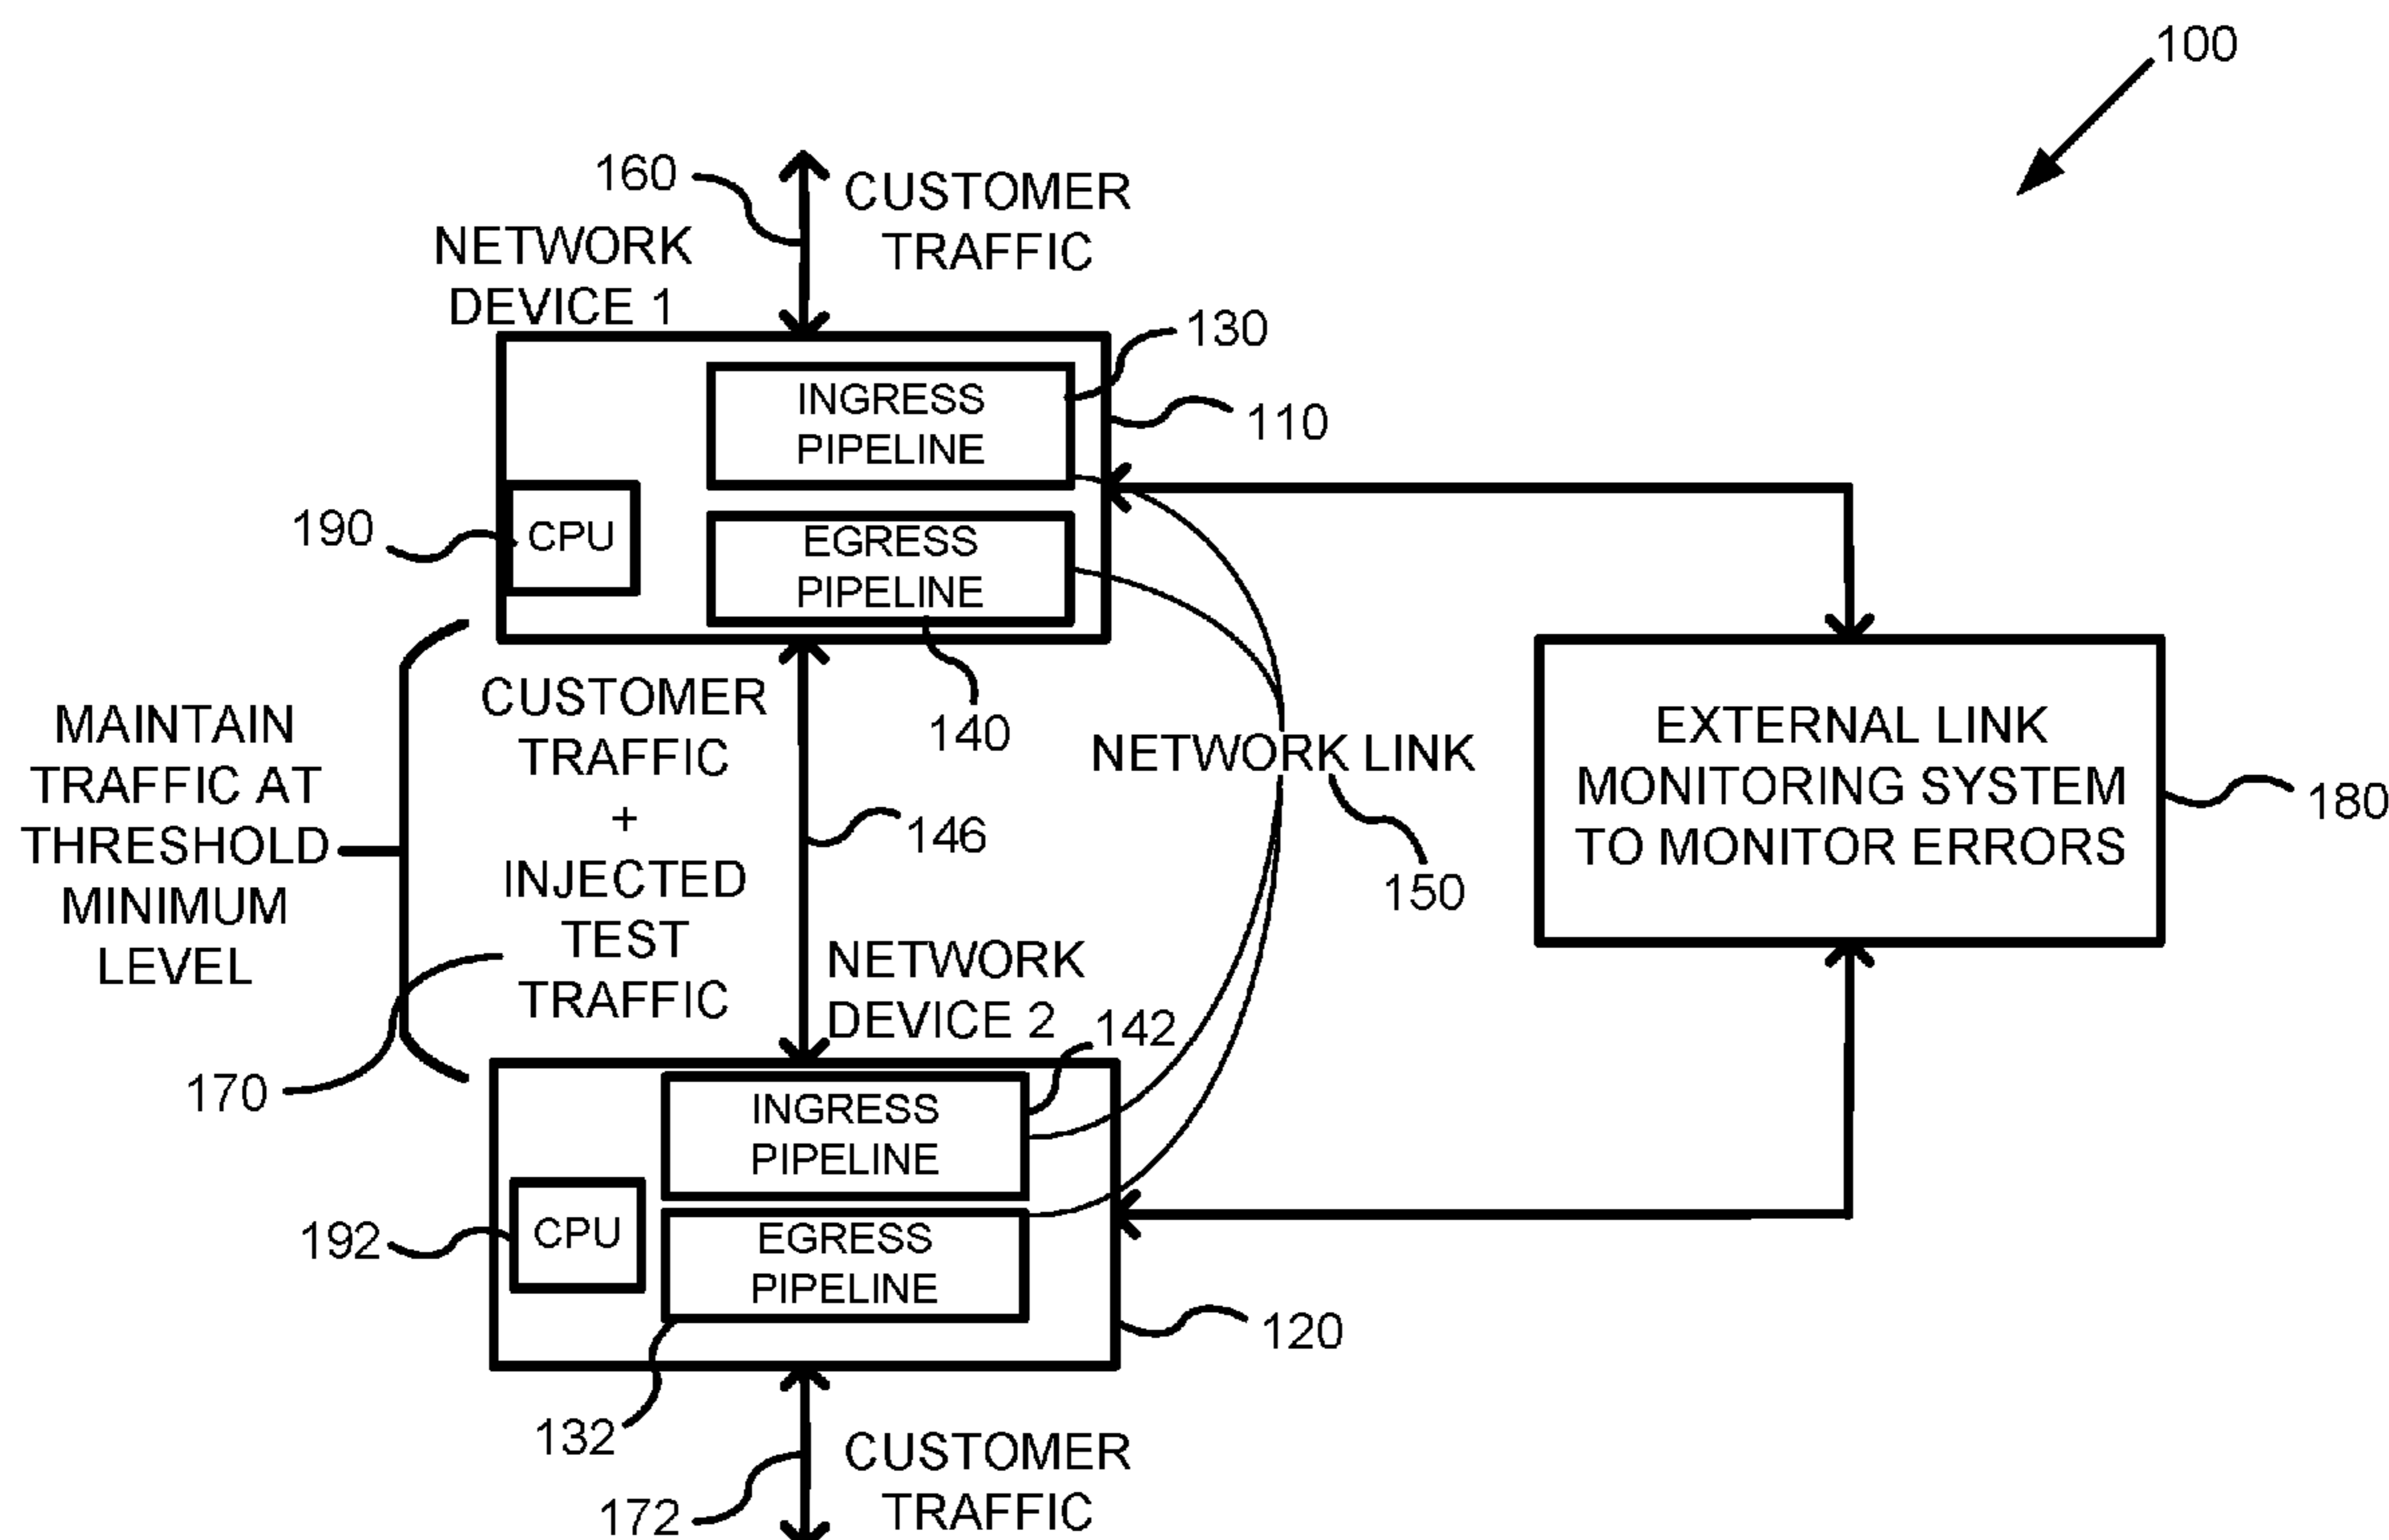 100
160
CUSTOMER
TRAFFIC
NETWORK
DEVICE 1
130
INGRESS
PIPELINE
110
190
CPU
EGRESS
PIPELINE
140
MAINTAIN
TRAFFIC AT
THRESHOLD
MINIMUM
LEVEL
CUSTOMER
TRAFFIC
+
INJECTED
TEST
TRAFFIC
146
NETWORK LINK
150
EXTERNAL LINK
MONITORING SYSTEM
TO MONITOR ERRORS
180
170
NETWORK
DEVICE 2
142
INGRESS
PIPELINE
192
CPU
EGRESS
PIPELINE
120
132
172
CUSTOMER
TRAFFIC